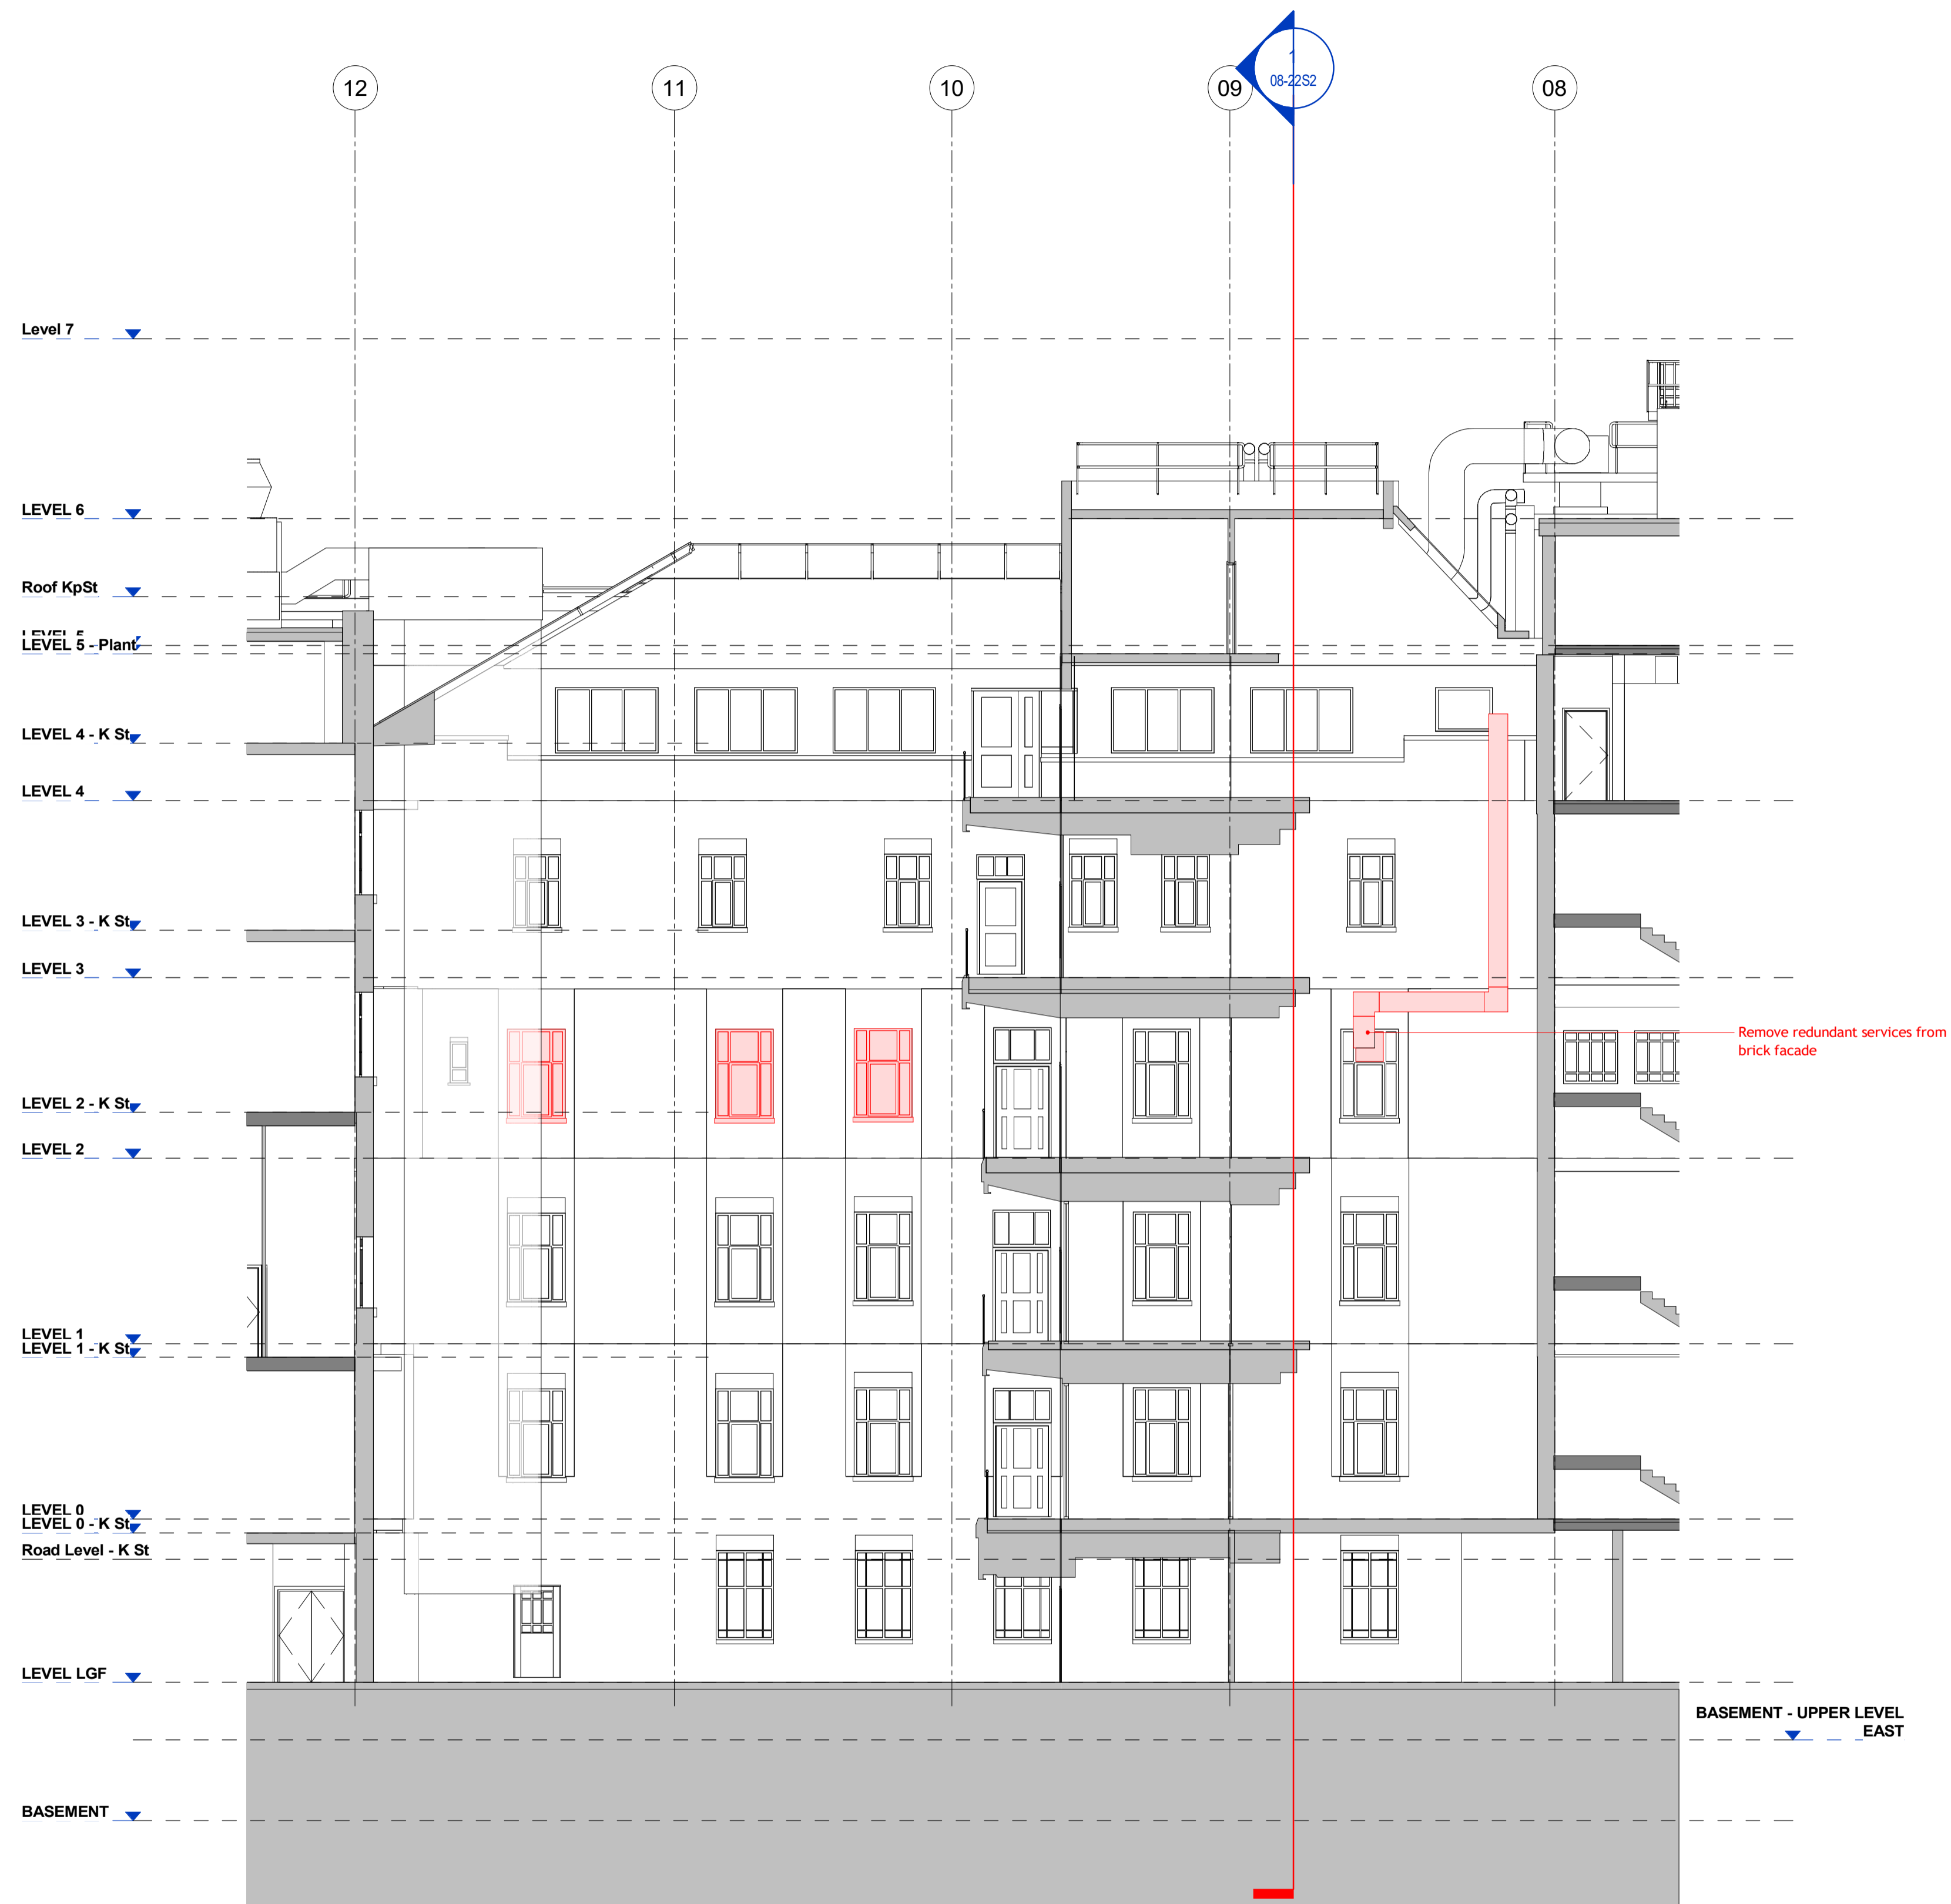 1
08-22S2
12
11
10
09
08
Level 7
LEVEL 6
Roof KpSt
LEVEL 5
LEVEL 5 - Plant
LEVEL 4 - K St
LEVEL 4
LEVEL 3 - K St
LEVEL 3
Remove redundant services from
brick facade
LEVEL 2 - K St
LEVEL 2
LEVEL 1
LEVEL 1 - K St
LEVEL 0
LEVEL 0 - K St
Road Level - K St
LEVEL LGF
BASEMENT - UPPER LEVEL
EAST
BASEMENT